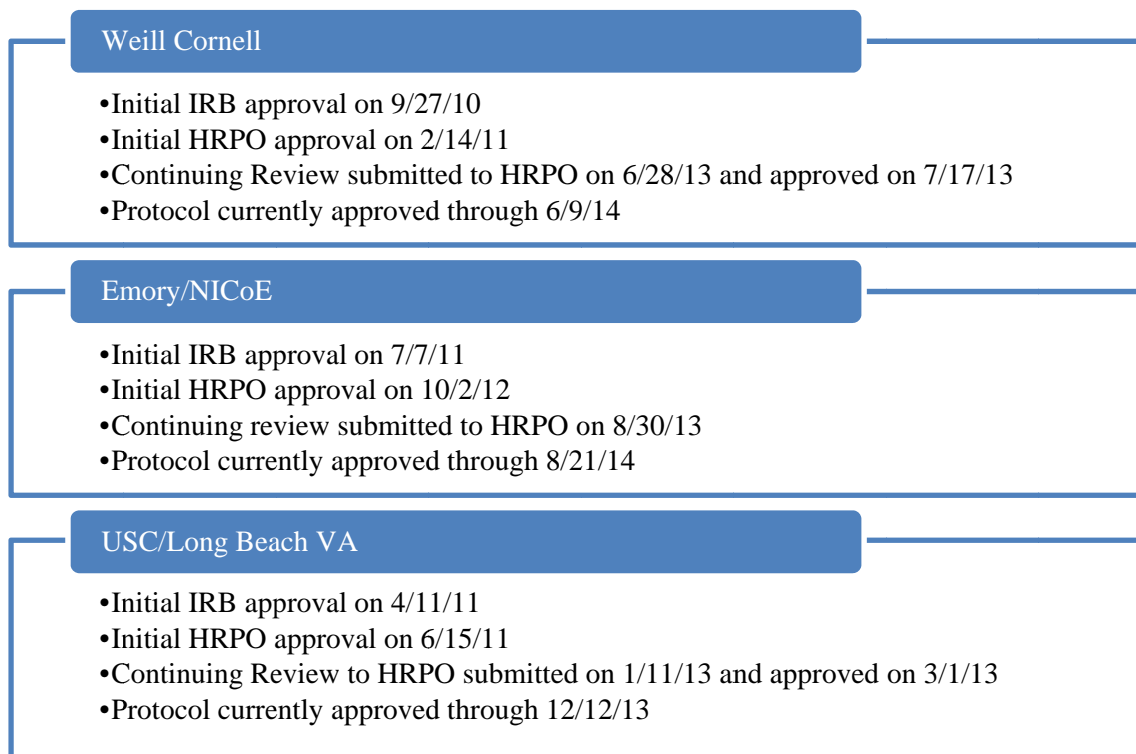 Weill Cornell
•Initial IRB approval on 9/27/10
•Initial HRPO approval on 2/14/11
•Continuing Review submitted to HRPO on 6/28/13 and approved on 7/17/13
•Protocol currently approved through 6/9/14
Emory/NICoE
•Initial IRB approval on 7/7/11
•Initial HRPO approval on 10/2/12
•Continuing review submitted to HRPO on 8/30/13
•Protocol currently approved through 8/21/14
USC/Long Beach VA
•Initial IRB approval on 4/11/11
•Initial HRPO approval on 6/15/11
•Continuing Review to HRPO submitted on 1/11/13 and approved on 3/1/13
•Protocol currently approved through 12/12/13